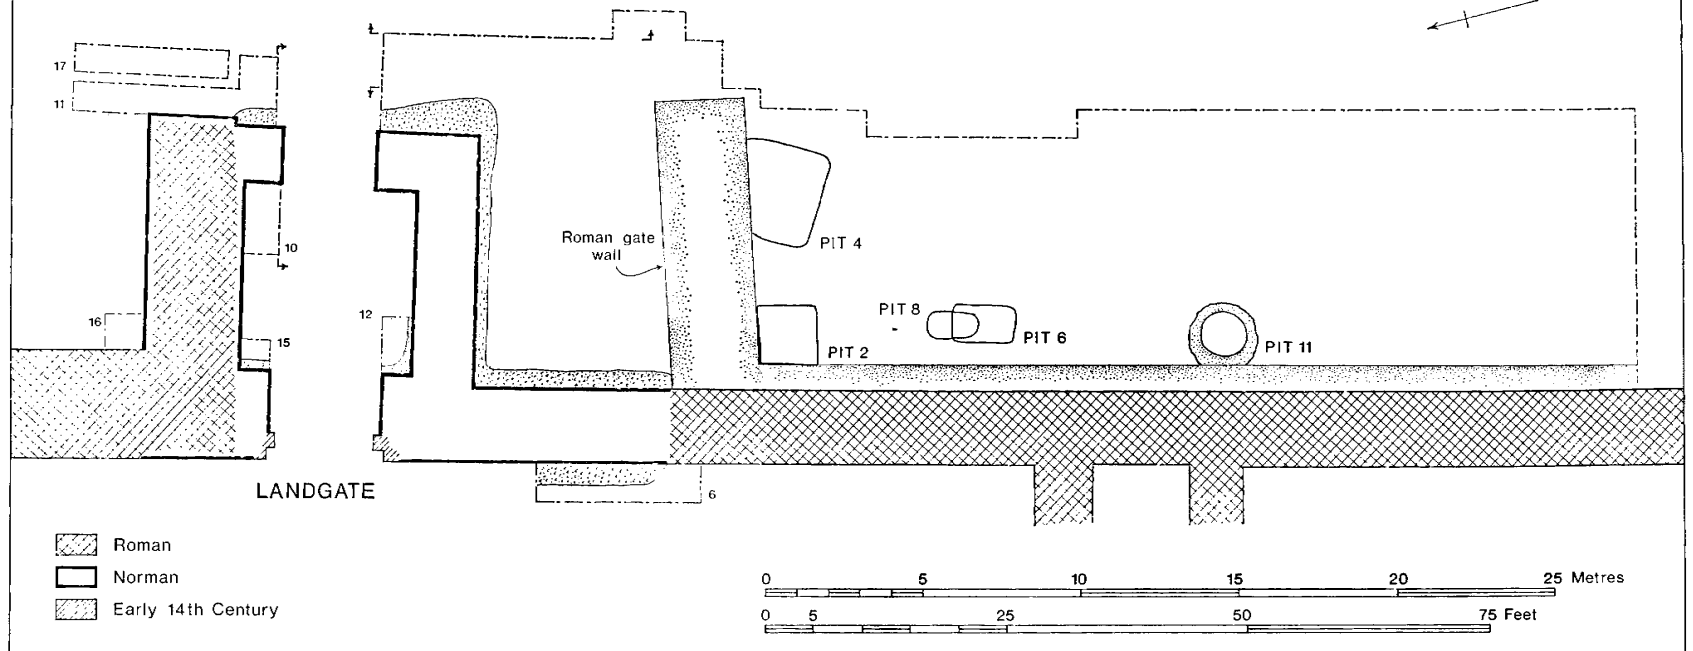 17
11
10
16
15
12
Roman gate
wall
PIT 4
PIT 8
PIT 6
PIT 2
PIT 11
6
LANDGATE
Roman
Norman
Early 14th Century
0 5 10 15 20 25 Metres
0 5 25 50 75 Feet